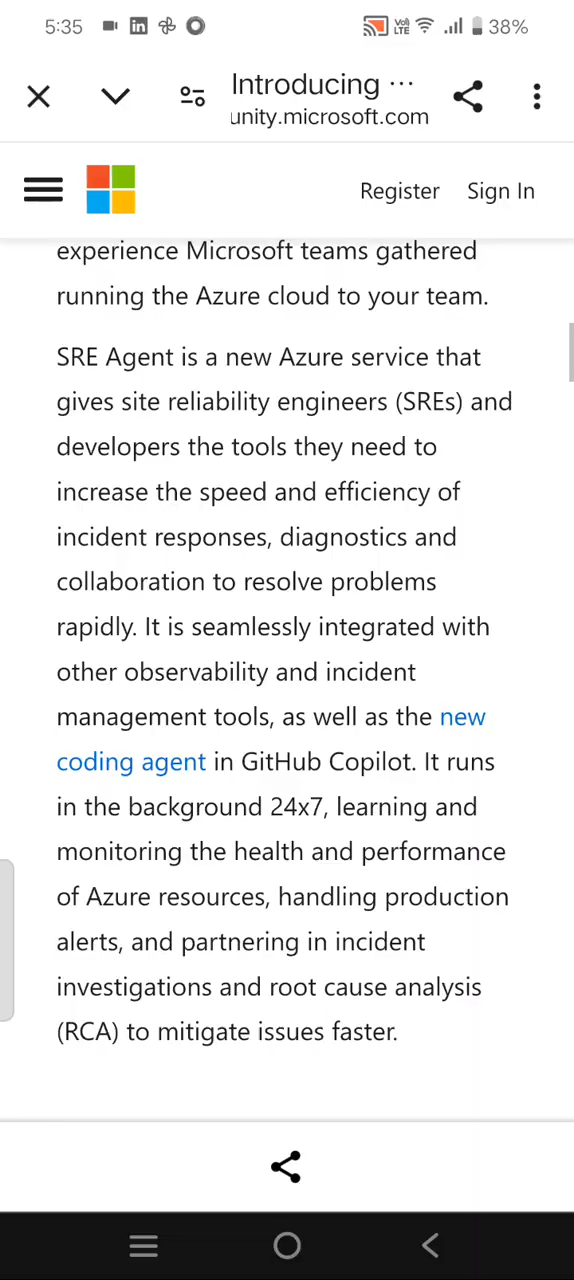 5:35
VoI) LTE 38%
Introducing ...
unity.microsoft.com
Register Sign In
experience Microsoft teams gathered
running the Azure cloud to your team.
SRE Agent is a new Azure service that
gives site reliability engineers (SREs) and
developers the tools they need to
increase the speed and efficiency of
incident responses, diagnostics and
collaboration to resolve problems
rapidly. It is seamlessly integrated with
other observability and incident
management tools, as well as the new
coding agent in GitHub Copilot. It runs
in the background 24x7, learning and
monitoring the health and performance
of Azure resources, handling production
alerts, and partnering in incident
investigations and root cause analysis
(RCA) to mitigate issues faster.